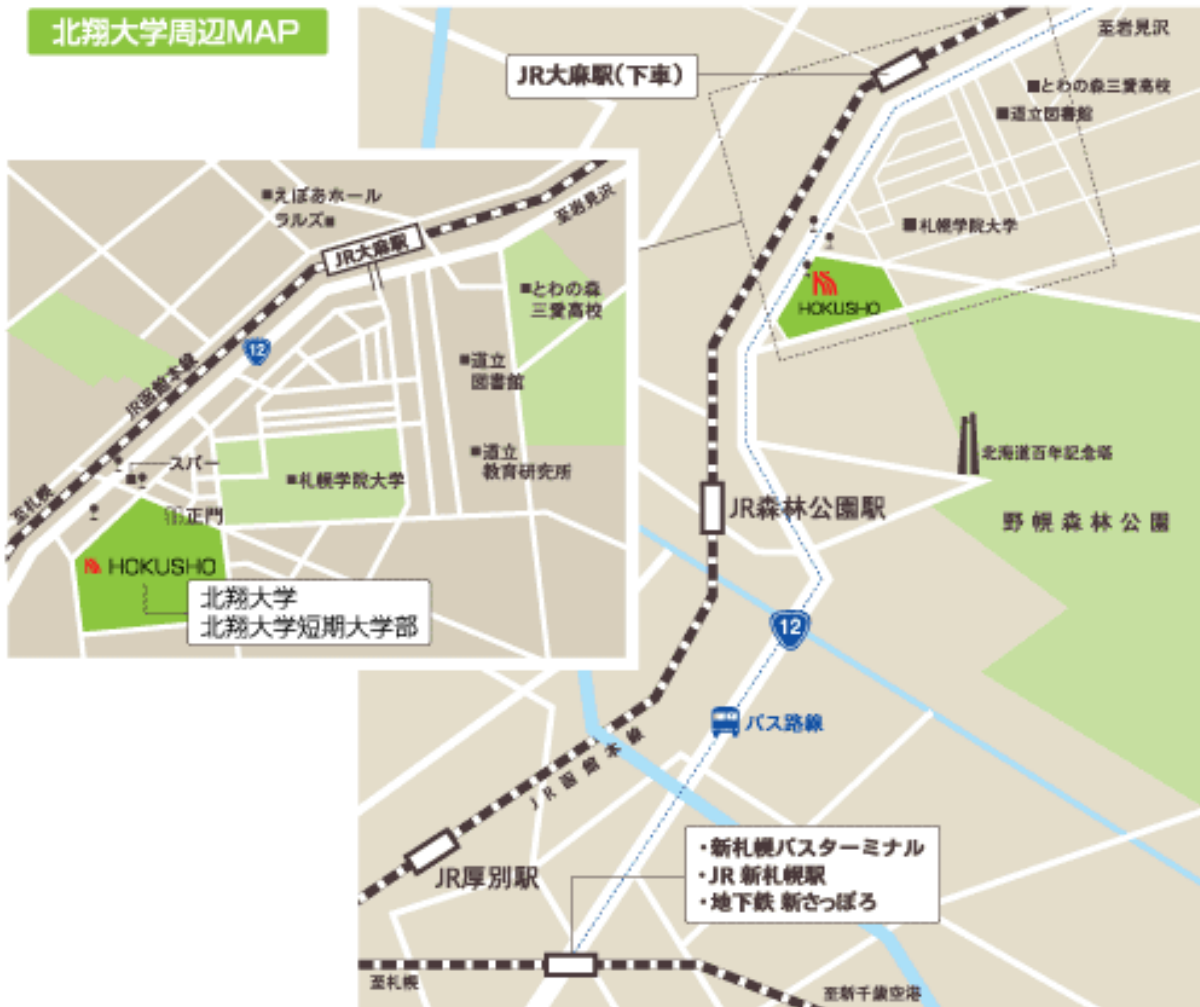 北翔大学周辺MAP
JR大麻駅(下車)
至岩見沢
■とわの森三愛高校
■道立図書館
■札幌学院大学
HOKUSHO
北海道百年記念塔
野幌森林公園
JR森林公園駅
12
バス路線
JR函館本線
JR厚別駅
・新札幌バスターミナル
・JR 新札幌駅
・地下鉄 新さっぽろ
至札幌
至新千歳空港
■えぽあホール
ラルズ■
JR大麻駅
至岩見沢
■とわの森
三愛高校
12
■道立
図書館
JR函館本線
■道立
教育研究所
スパー
■札幌学院大学
至札幌
正門
HOKUSHO
北翔大学
北翔大学短期大学部